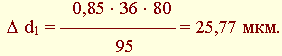 Δ d₁ = 0,85 · 36 · 80 / 95 = 25,77 мкм.